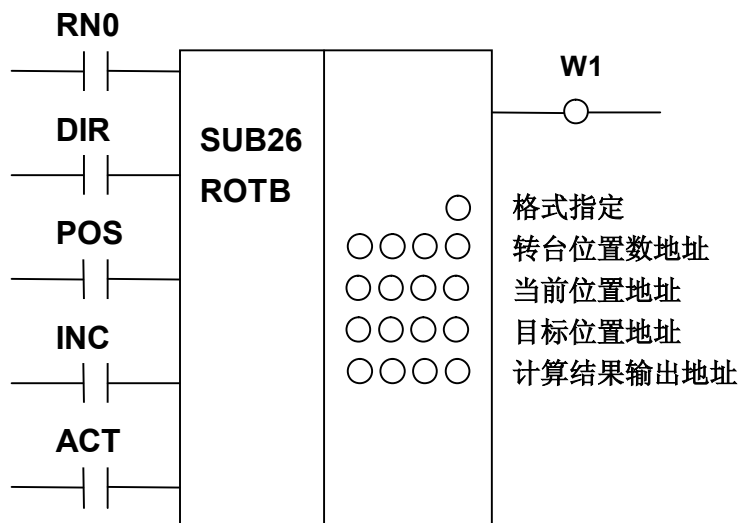 RN0
W1
DIR
SUB26
ROTB
格式指定
POS
转台位置数地址
当前位置地址
INC
目标位置地址
计算结果输出地址
ACT